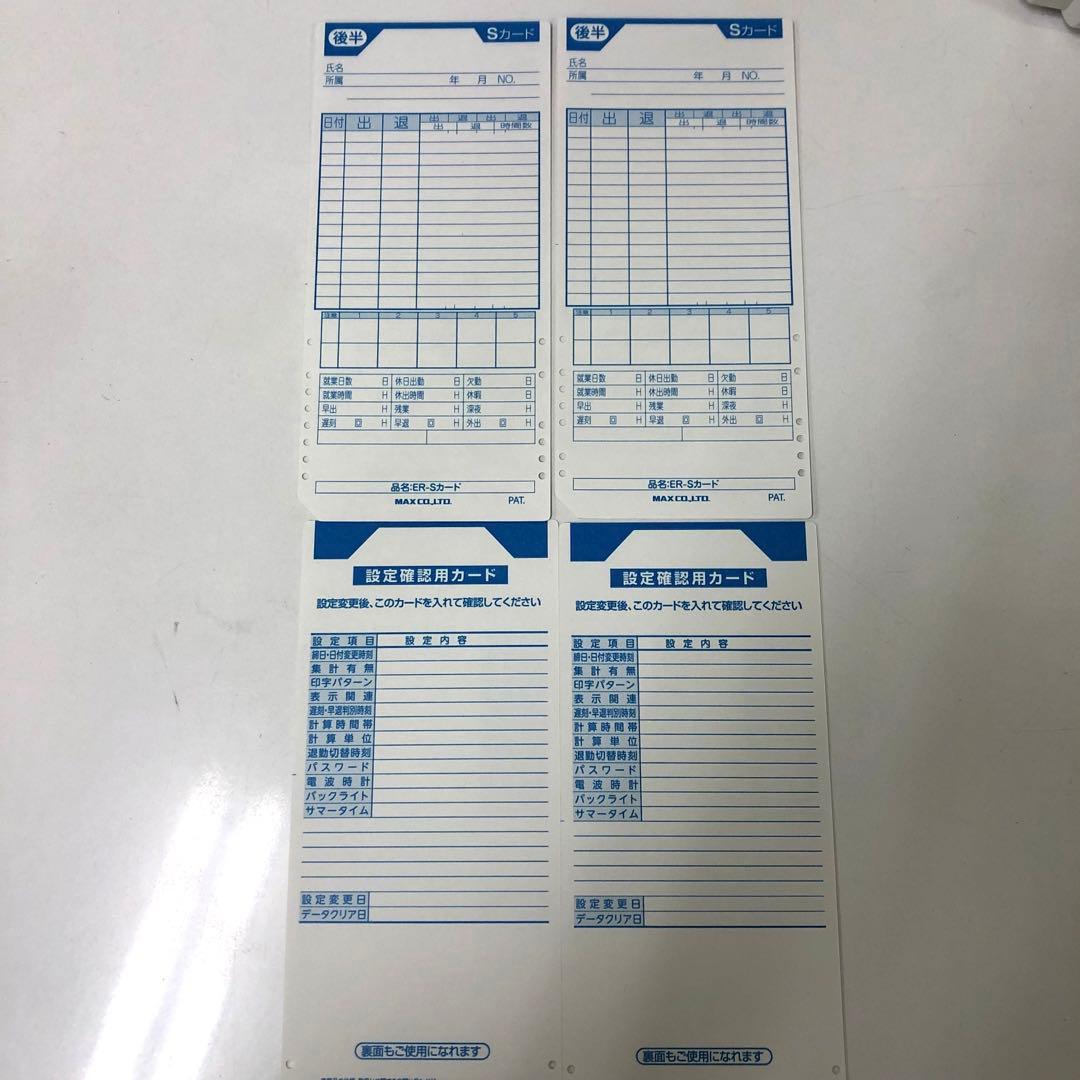 後半 Sカード
氏名
所属 年 月 NO.
日付 出 退 出 退 出 退
出 退 時間数
注意 1 2 3 4 5
就業日数 日 休日出勤 日 欠勤 日
就業時間 H 休出時間 H 休暇 日
早出 H 残業 H 深夜 H
遅刻 回 H 早退 回 H 外出 回 H
品名:ER-Sカード
MAX CO.,LTD. PAT.
後半 Sカード
氏名
所属 年 月 NO.
日付 出 退 出 退 出 退
出 退 時間数
注意 1 2 3 4 5
就業日数 日 休日出勤 日 欠勤 日
就業時間 H 休出時間 H 休暇 日
早出 H 残業 H 深夜 H
遅刻 回 H 早退 回 H 外出 回 H
品名:ER-Sカード
MAX CO.,LTD. PAT.
設定確認用カード
設定変更後、このカードを入れて確認してください
設定項目 設定内容
締日・日付変更時刻
集計有無
印字パターン
表示関連
遅刻・早退判別時刻
計算時間帯
計算単位
退勤切替時刻
パスワード
電波時計
バックライト
サマータイム
設定変更日
データクリア日
裏面もご使用になれます
設定確認用カード
設定変更後、このカードを入れて確認してください
設定項目 設定内容
締日・日付変更時刻
集計有無
印字パターン
表示関連
遅刻・早退判別時刻
計算時間帯
計算単位
退勤切替時刻
パスワード
電波時計
バックライト
サマータイム
設定変更日
データクリア日
裏面もご使用になれます